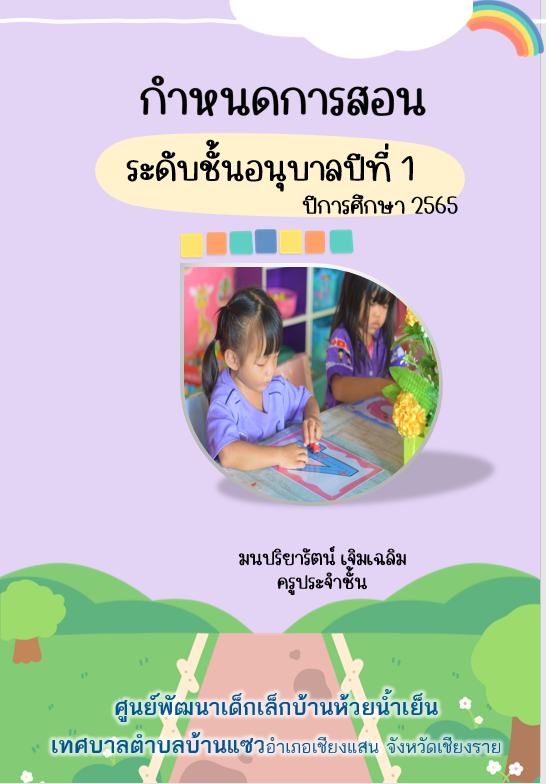 กำหนดการสอน
ระดับชั้นอนุบาลปีที่ 1
ปีการศึกษา 2565
มนปริยารัตน์ เจิมเฉลิม
ครูประจำชั้น
ศูนย์พัฒนาเด็กเล็กบ้านห้วยน้ำเย็น
เทศบาลตำบลบ้านแซวอำเภอเชียงแสน จังหวัดเชียงราย